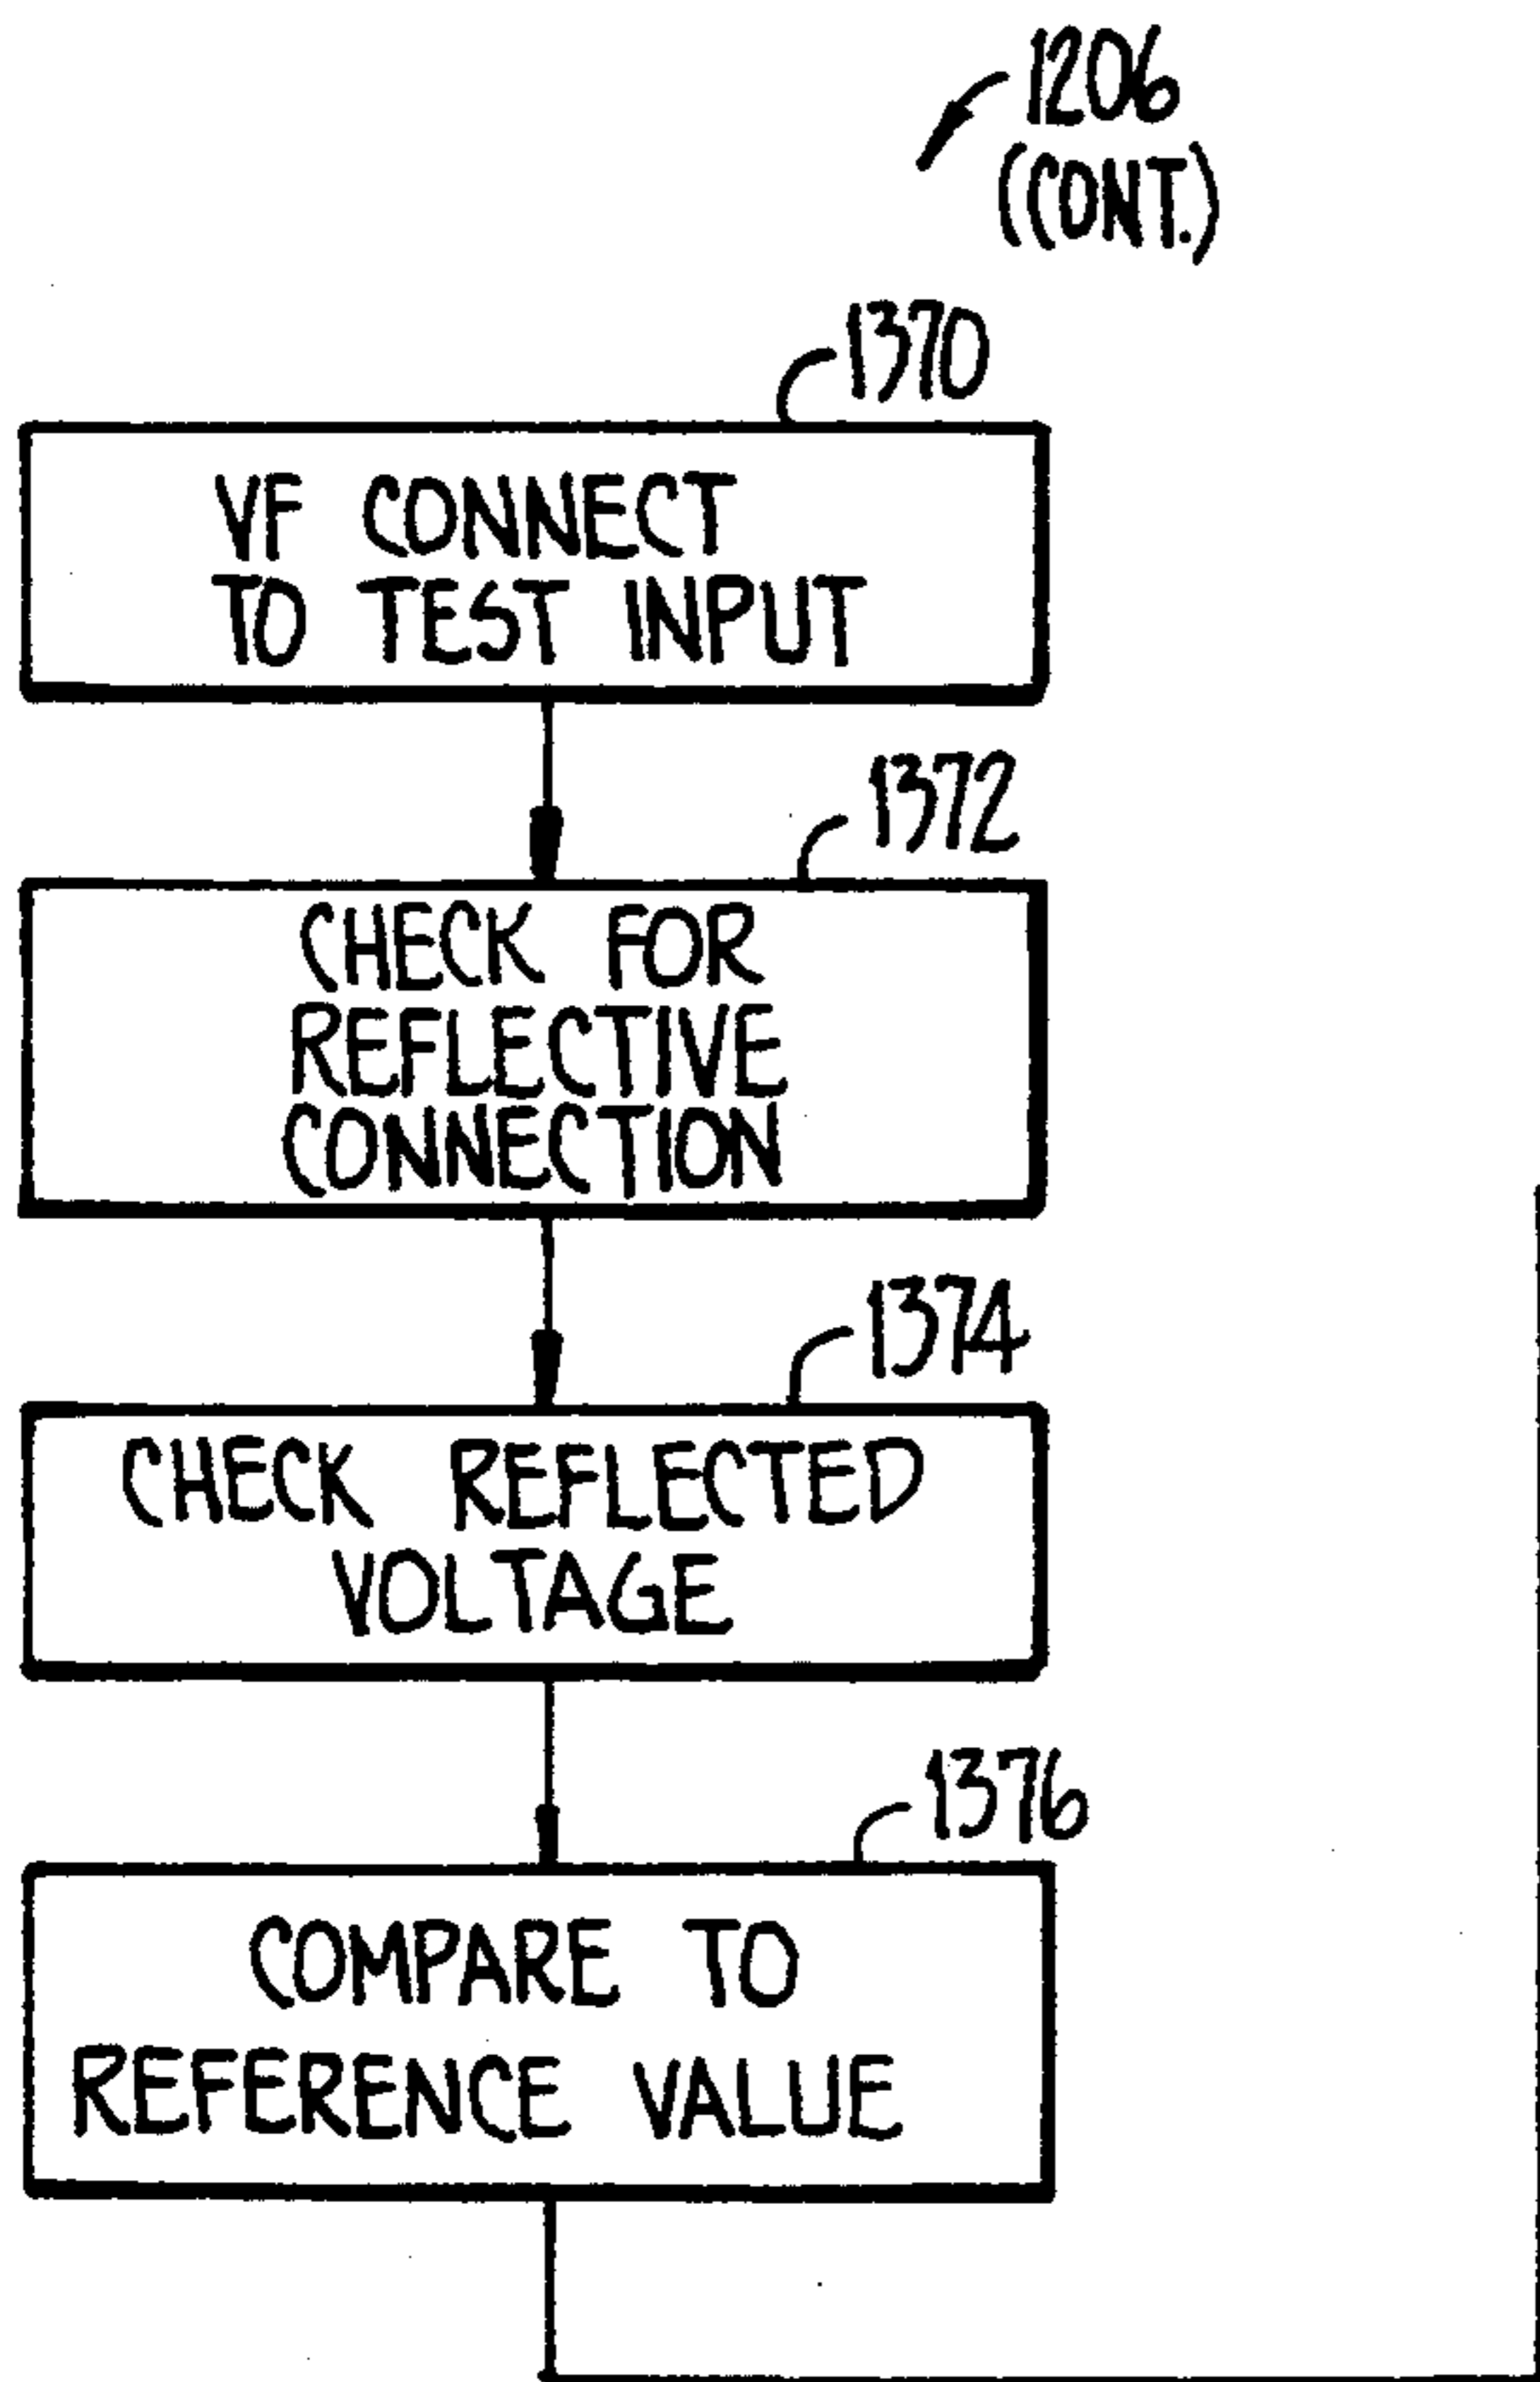 1206
(CONT.)
1370
VF CONNECT
TO TEST INPUT
1372
CHECK FOR
REFLECTIVE
CONNECTION
1374
CHECK REFLECTED
VOLTAGE
1376
COMPARE TO
REFERENCE VALUE